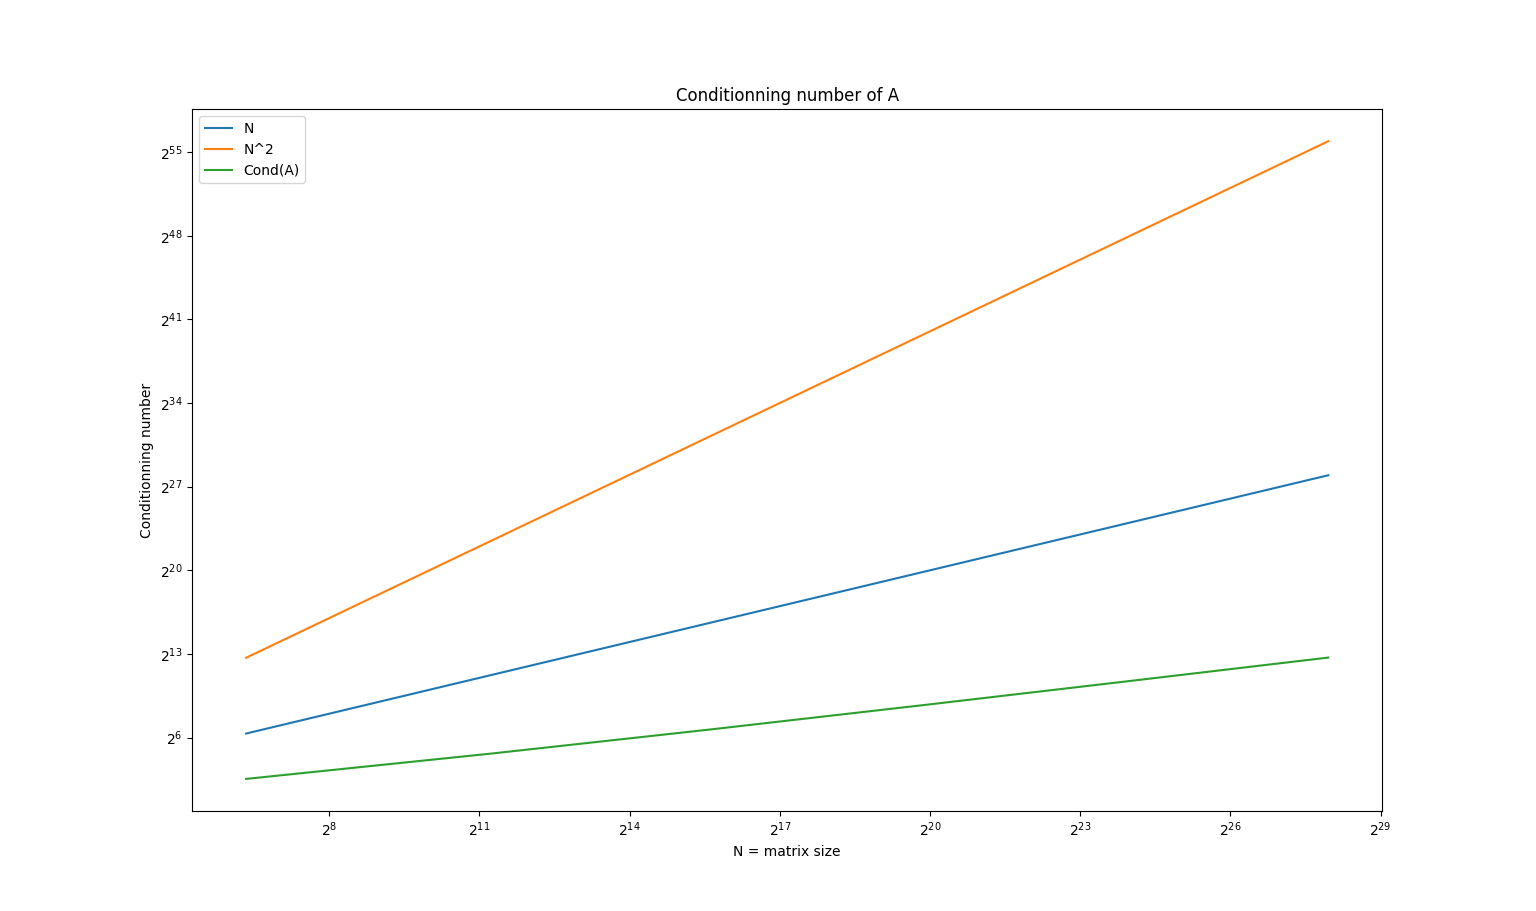 Conditionning number of A
N
N^2
Cond(A)
2^55
2^48
2^41
2^34
2^27
2^20
2^13
2^6
Conditionning number
2^8 2^11 2^14 2^17 2^20 2^23 2^26 2^29
N = matrix size